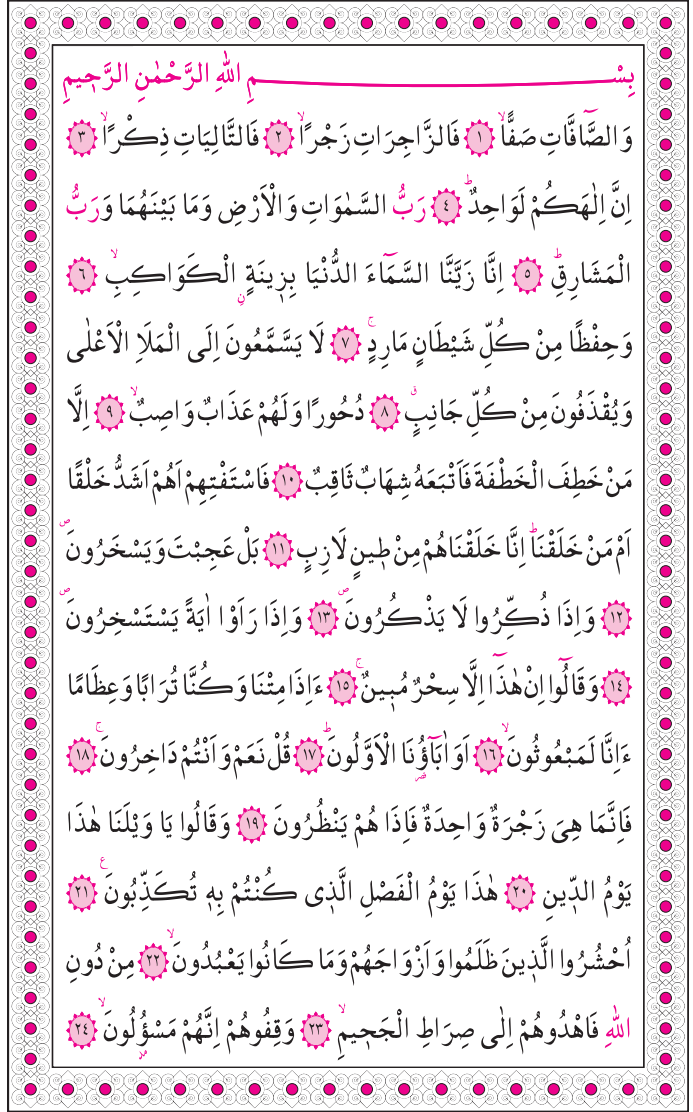 بِسْمِ اللّٰهِ الرَّحْمٰنِ الرَّحٖيمِ
وَالصَّٓافَّاتِ صَفًّاۙ ﴿١﴾ فَالزَّاجِرَاتِ زَجْرًاۙ ﴿٢﴾ فَالتَّالِيَاتِ ذِكْرًاۙ ﴿٣﴾
اِنَّ اِلٰهَكُمْ لَوَاحِدٌؕ ﴿٤﴾ رَبُّ السَّمٰوَاتِ وَالْاَرْضِ وَمَا بَيْنَهُمَا وَرَبُّ
الْمَشَارِقِؕ ﴿٥﴾ اِنَّا زَيَّنَّا السَّمَٓاءَ الدُّنْيَا بِزٖينَةٍ ۨالْكَوَاكِبِۙ ﴿٦﴾
وَحِفْظًا مِنْ كُلِّ شَيْطَانٍ مَارِدٍۚ ﴿٧﴾ لَا يَسَّمَّعُونَ اِلَى الْمَلَاِ الْاَعْلٰى
وَيُقْذَفُونَ مِنْ كُلِّ جَانِبٍۗ ﴿٨﴾ دُحُورًا وَلَهُمْ عَذَابٌ وَاصِبٌۙ ﴿٩﴾ اِلَّا
مَنْ خَطِفَ الْخَطْفَةَ فَاَتْبَعَهُ شِهَابٌ ثَاقِبٌ ﴿١٠﴾ فَاسْتَفْتِهِمْ اَهُمْ اَشَدُّ خَلْقًا
اَمْ مَنْ خَلَقْنَاؕ اِنَّا خَلَقْنَاهُمْ مِنْ طٖينٍ لَازِبٍ ﴿١١﴾ بَلْ عَجِبْتَ وَيَسْخَرُونَࣕ
﴿١٢﴾ وَاِذَا ذُكِّرُوا لَا يَذْكُرُونَࣕ ﴿١٣﴾ وَاِذَا رَاَوْا اٰيَةً يَسْتَسْخِرُونَࣕ
﴿١٤﴾ وَقَالُٓوا اِنْ هٰذَٓا اِلَّا سِحْرٌ مُبٖينٌۚ ﴿١٥﴾ ءَاِذَا مِتْنَا وَكُنَّا تُرَابًا وَعِظَامًا
ءَاِنَّا لَمَبْعُوثُونَۙ ﴿١٦﴾ اَوَاٰبَٓاؤُ۬نَا الْاَوَّلُونَؕ ﴿١٧﴾ قُلْ نَعَمْ وَاَنْتُمْ دَاخِرُونَۚ ﴿١٨﴾
فَاِنَّمَا هِىَ زَجْرَةٌ وَاحِدَةٌ فَاِذَا هُمْ يَنْظُرُونَ ﴿١٩﴾ وَقَالُوا يَا وَيْلَنَا هٰذَا
يَوْمُ الدّٖينِ ﴿٢٠﴾ هٰذَا يَوْمُ الْفَصْلِ الَّذٖى كُنْتُمْ بِهٖ تُكَذِّبُونَࣖ ﴿٢١﴾
اُحْشُرُوا الَّذٖينَ ظَلَمُوا وَاَزْوَاجَهُمْ وَمَا كَانُوا يَعْبُدُونَۙ ﴿٢٢﴾ مِنْ دُونِ
اللّٰهِ فَاهْدُوهُمْ اِلٰى صِرَاطِ الْجَحٖيمِۙ ﴿٢٣﴾ وَقِفُوهُمْ اِنَّهُمْ مَسْؤُ۫لُونَۙ ﴿٢٤﴾